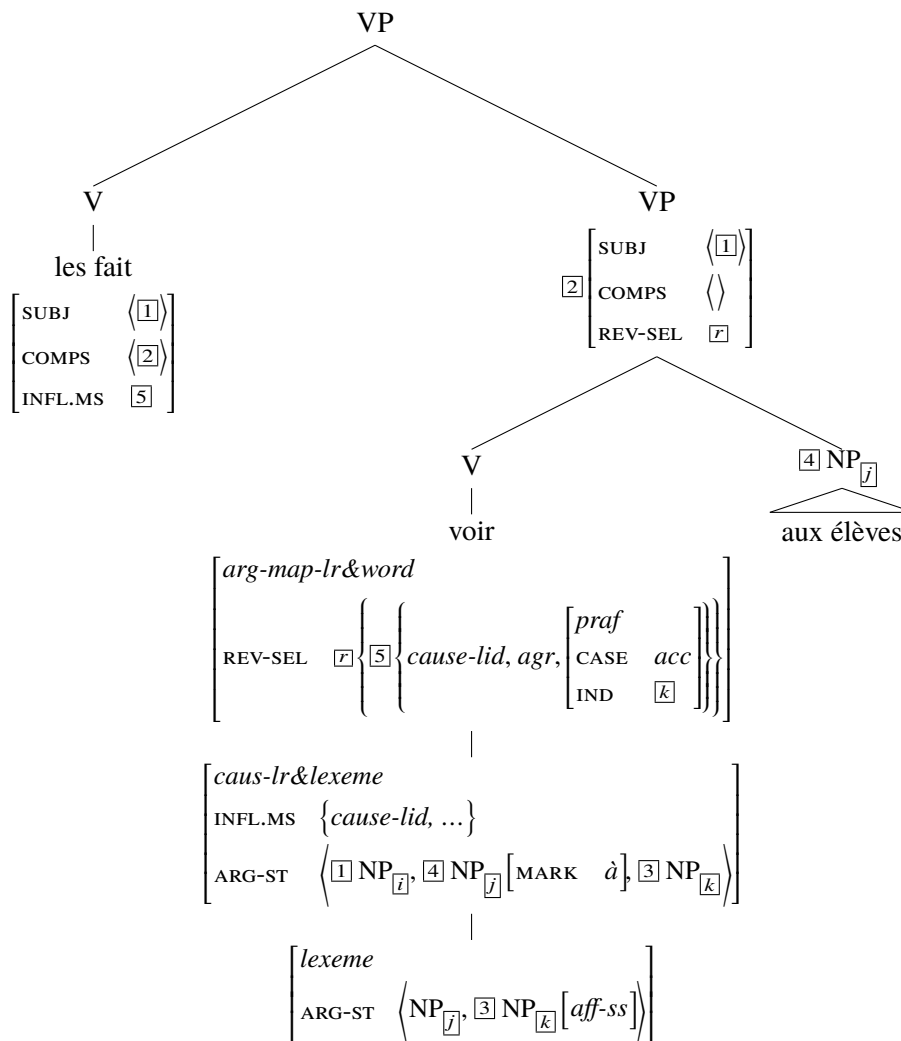 VP
V VP
les fait
[SUBJ ⟨[1]⟩
COMPS ⟨[2]⟩
INFL.MS [5]]
[2] [SUBJ ⟨[1]⟩
COMPS ⟨⟩
REV-SEL [r]]
V [4] NP[j]
voir aux élèves
[arg-map-lr&word
REV-SEL [r] { [5] { cause-lid, agr, [praf
CASE acc
IND [k]] } } ]
[caus-lr&lexeme
INFL.MS {cause-lid, …}
ARG-ST ⟨[1] NP[i], [4] NP[j] [MARK à], [3] NP[k]⟩]
[lexeme
ARG-ST ⟨NP[j], [3] NP[k] [aff-ss]⟩]